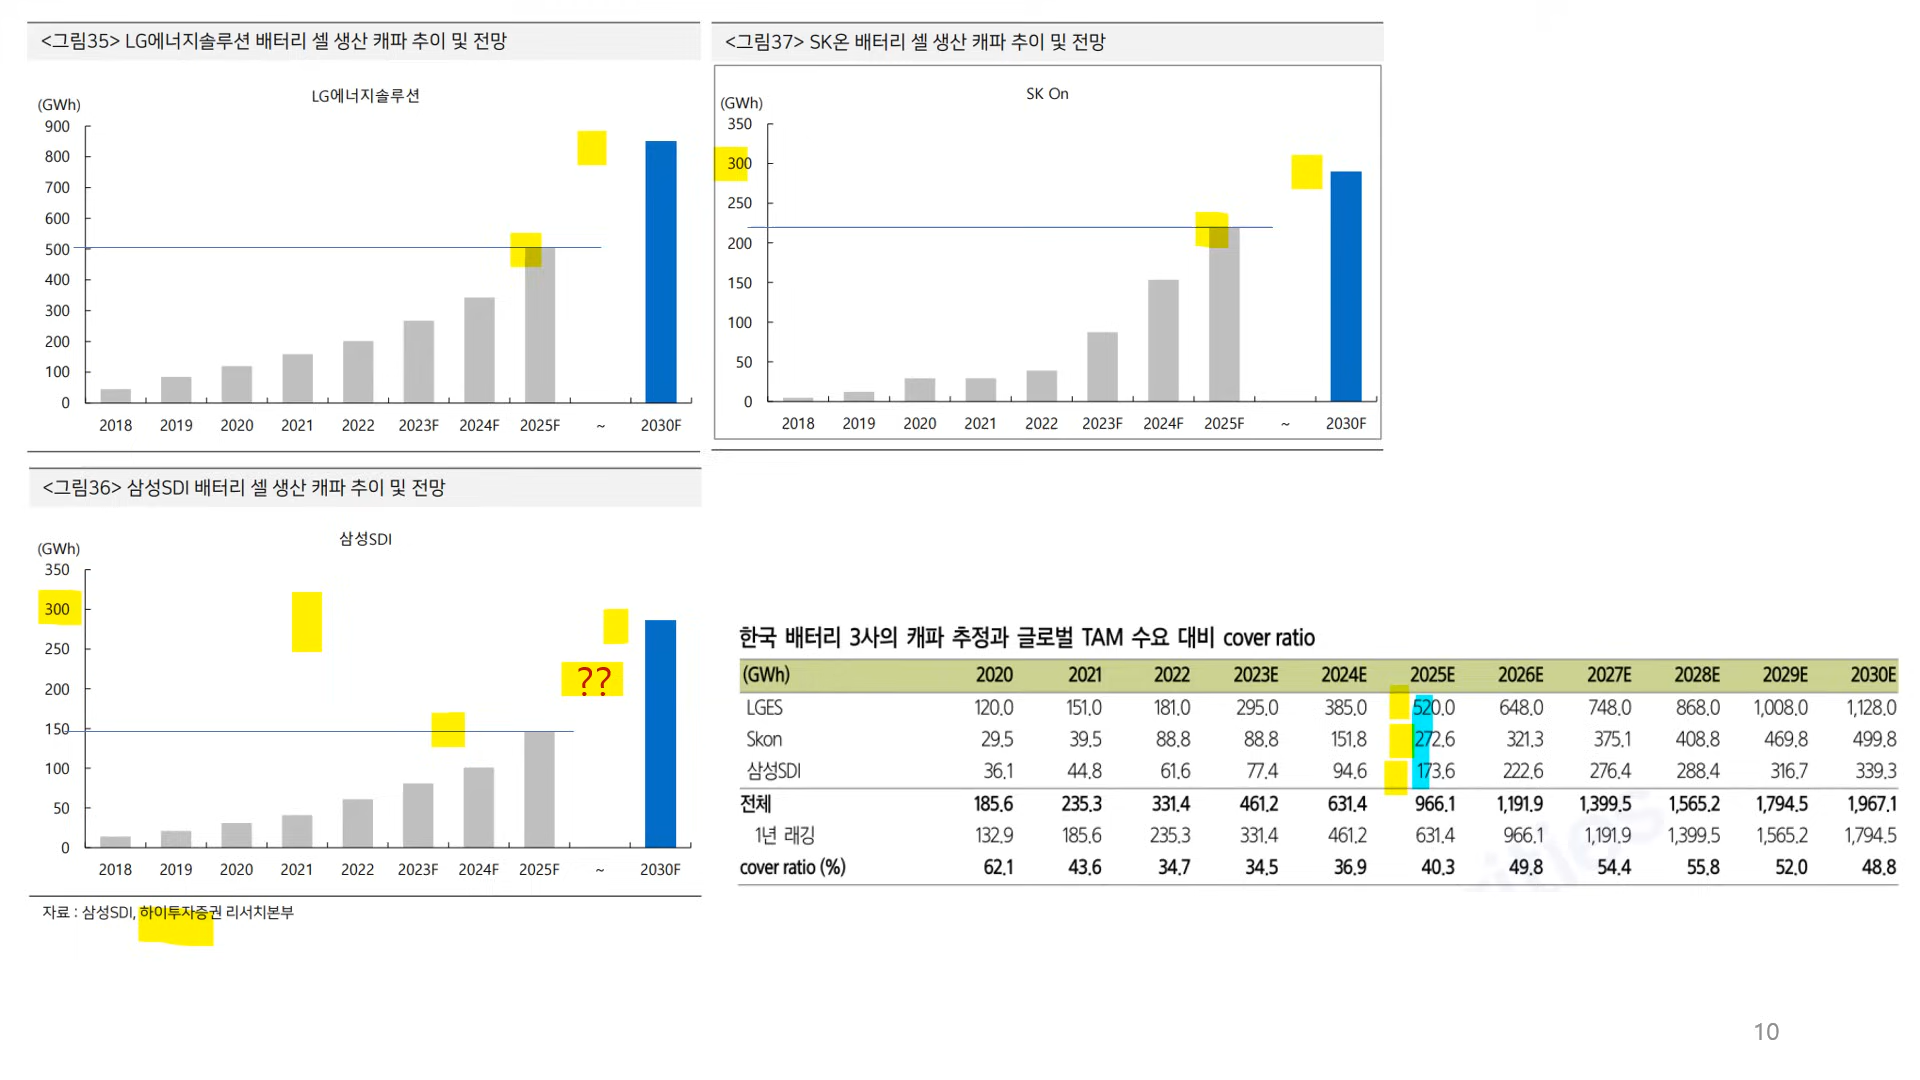 <그림35> LG에너지솔루션 배터리 셀 생산 캐파 추이 및 전망
LG에너지솔루션
(GWh)
900
800
700
600
500
400
300
200
100
0
2018 2019 2020 2021 2022 2023F 2024F 2025F ~ 2030F
<그림37> SK온 배터리 셀 생산 캐파 추이 및 전망
SK On
(GWh)
350
300
250
200
150
100
50
0
2018 2019 2020 2021 2022 2023F 2024F 2025F ~ 2030F
<그림36> 삼성SDI 배터리 셀 생산 캐파 추이 및 전망
삼성SDI
(GWh)
350
300
250
200
150
100
50
0
??
2018 2019 2020 2021 2022 2023F 2024F 2025F ~ 2030F
자료 : 삼성SDI, 하이투자증권 리서치본부
한국 배터리 3사의 캐파 추정과 글로벌 TAM 수요 대비 cover ratio
(GWh) 2020 2021 2022 2023E 2024E 2025E 2026E 2027E 2028E 2029E 2030E
LGES 120.0 151.0 181.0 295.0 385.0 520.0 648.0 748.0 868.0 1,008.0 1,128.0
Skon 29.5 39.5 88.8 88.8 151.8 272.6 321.3 375.1 408.8 469.8 499.8
삼성SDI 36.1 44.8 61.6 77.4 94.6 173.6 222.6 276.4 288.4 316.7 339.3
전체 185.6 235.3 331.4 461.2 631.4 966.1 1,191.9 1,399.5 1,565.2 1,794.5 1,967.1
1년 래깅 132.9 185.6 235.3 331.4 461.2 631.4 966.1 1,191.9 1,399.5 1,565.2 1,794.5
cover ratio (%) 62.1 43.6 34.7 34.5 36.9 40.3 49.8 54.4 55.8 52.0 48.8
10